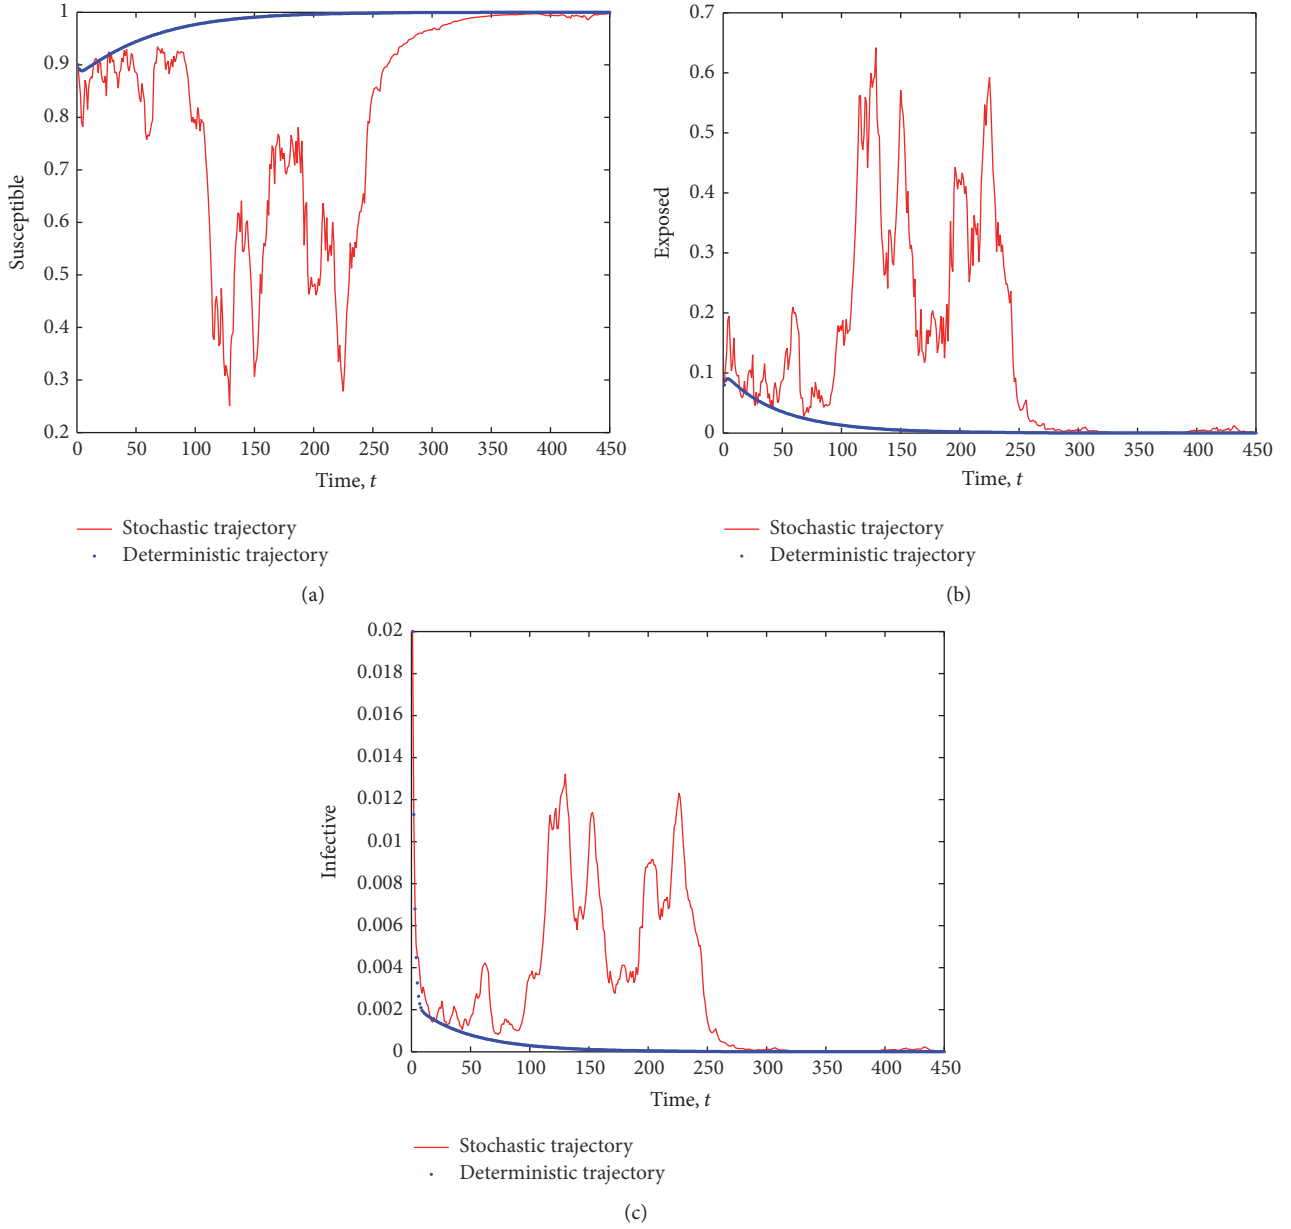 1
0.9
0.8
0.7
0.6
0.5
0.4
0.3
0.2
Susceptible
0 50 100 150 200 250 300 350 400 450
Time, t
Stochastic trajectory
Deterministic trajectory
(a)
0.7
0.6
0.5
0.4
0.3
0.2
0.1
0
Exposed
0 50 100 150 200 250 300 350 400 450
Time, t
Stochastic trajectory
Deterministic trajectory
(b)
0.02
0.018
0.016
0.014
0.012
0.01
0.008
0.006
0.004
0.002
0
Infective
0 50 100 150 200 250 300 350 400 450
Time, t
Stochastic trajectory
Deterministic trajectory
(c)